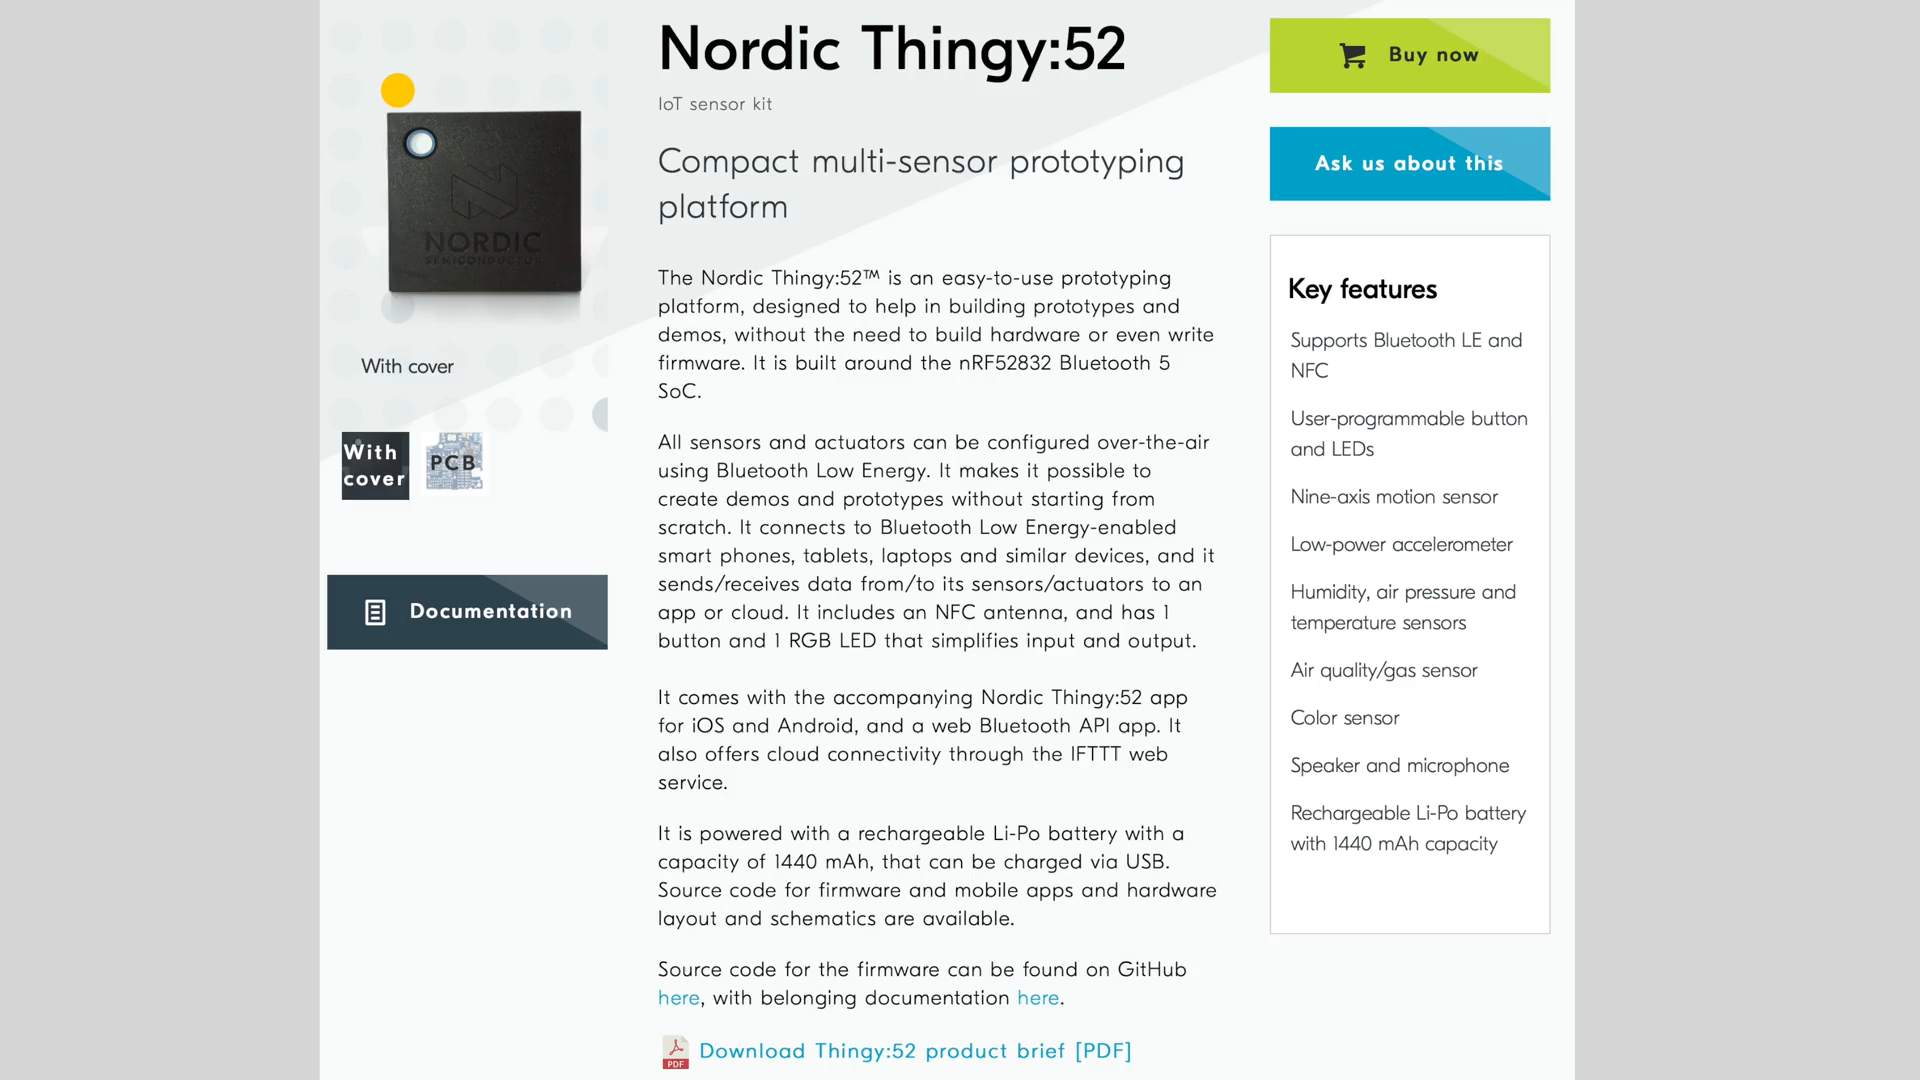 Nordic Thingy:52
IoT sensor kit
Compact multi-sensor prototyping
platform
The Nordic Thingy:52™ is an easy-to-use prototyping
platform, designed to help in building prototypes and
demos, without the need to build hardware or even write
firmware. It is built around the nRF52832 Bluetooth 5
SoC.
All sensors and actuators can be configured over-the-air
using Bluetooth Low Energy. It makes it possible to
create demos and prototypes without starting from
scratch. It connects to Bluetooth Low Energy-enabled
smart phones, tablets, laptops and similar devices, and it
sends/receives data from/to its sensors/actuators to an
app or cloud. It includes an NFC antenna, and has 1
button and 1 RGB LED that simplifies input and output.
It comes with the accompanying Nordic Thingy:52 app
for iOS and Android, and a web Bluetooth API app. It
also offers cloud connectivity through the IFTTT web
service.
It is powered with a rechargeable Li-Po battery with a
capacity of 1440 mAh, that can be charged via USB.
Source code for firmware and mobile apps and hardware
layout and schematics are available.
Source code for the firmware can be found on GitHub
here, with belonging documentation here.
PDF
Download Thingy:52 product brief [PDF]
NORDIC
SEMICONDUCTOR
With cover
With
cover
PCB
Documentation
Buy now
Ask us about this
Key features
Supports Bluetooth LE and
NFC
User-programmable button
and LEDs
Nine-axis motion sensor
Low-power accelerometer
Humidity, air pressure and
temperature sensors
Air quality/gas sensor
Color sensor
Speaker and microphone
Rechargeable Li-Po battery
with 1440 mAh capacity